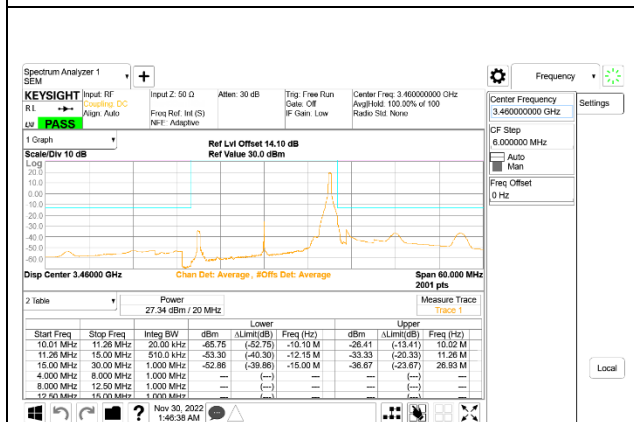 Spectrum Analyzer 1
SEM
Frequency
KEYSIGHT
Input: RF
Input Z: 50 Ω
Atten: 30 dB
Trig: Free Run
Center Freq: 3.460000000 GHz
RL
Coupling: DC
Gate: Off
Avg|Hold: 100.00% of 100
Align: Auto
Freq Ref: Int (S)
IF Gain: Low
Radio Std: None
NFE: Adaptive
PASS
Center Frequency
3.460000000 GHz
Settings
CF Step
6.000000 MHz
Auto
Man
Freq Offset
0 Hz
1 Graph
Ref Lvl Offset 14.10 dB
Scale/Div 10 dB
Ref Value 30.0 dBm
Log
20.0
10.0
0.00
-10.0
-20.0
-30.0
-40.0
-50.0
-60.0
Disp Center 3.46000 GHz
Chan Det: Average, #Offs Det: Average
Span 60.000 MHz
2001 pts
2 Table
Power
27.34 dBm / 20 MHz
Measure Trace
Trace 1
Lower Upper
Start Freq Stop Freq Integ BW dBm ΔLimit(dB) Freq (Hz) dBm ΔLimit(dB) Freq (Hz)
10.01 MHz 11.26 MHz 20.00 kHz -65.75 (-52.75) -10.10 M -26.41 (-13.41) 10.02 M
11.26 MHz 15.00 MHz 510.0 kHz -53.30 (-40.30) -12.15 M -33.33 (-20.33) 11.26 M
15.00 MHz 30.00 MHz 1.000 MHz -52.86 (-39.86) -15.00 M -36.67 (-23.67) 26.93 M
4.000 MHz 8.000 MHz 1.000 MHz --- (---) --- --- (---) ---
8.000 MHz 12.50 MHz 1.000 MHz --- (---) --- --- (---) ---
12.50 MHz 15.00 MHz 1.000 MHz --- (---) --- --- (---) ---
Local
Nov 30, 2022
1:46:38 AM